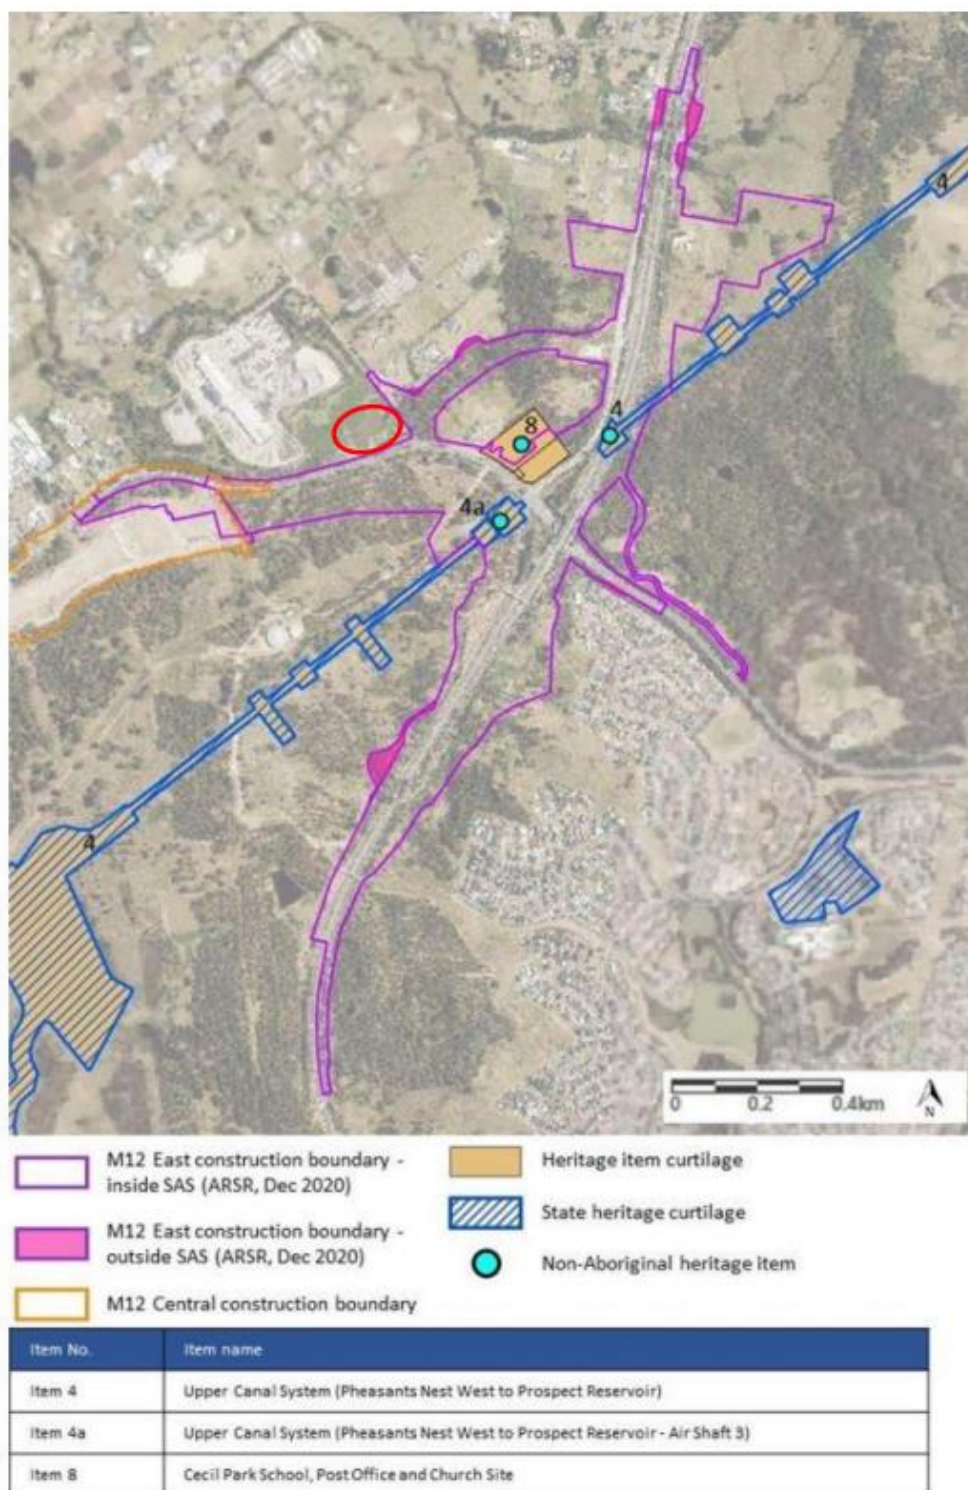 4
4
8
4a
4
0 0.2 0.4km
N
M12 East construction boundary -
inside SAS (ARSR, Dec 2020)
M12 East construction boundary -
outside SAS (ARSR, Dec 2020)
M12 Central construction boundary
Heritage item curtilage
State heritage curtilage
Non-Aboriginal heritage item
Item No. Item name
Item 4 Upper Canal System (Pheasants Nest West to Prospect Reservoir)
Item 4a Upper Canal System (Pheasants Nest West to Prospect Reservoir - Air Shaft 3)
Item 8 Cecil Park School, Post Office and Church Site